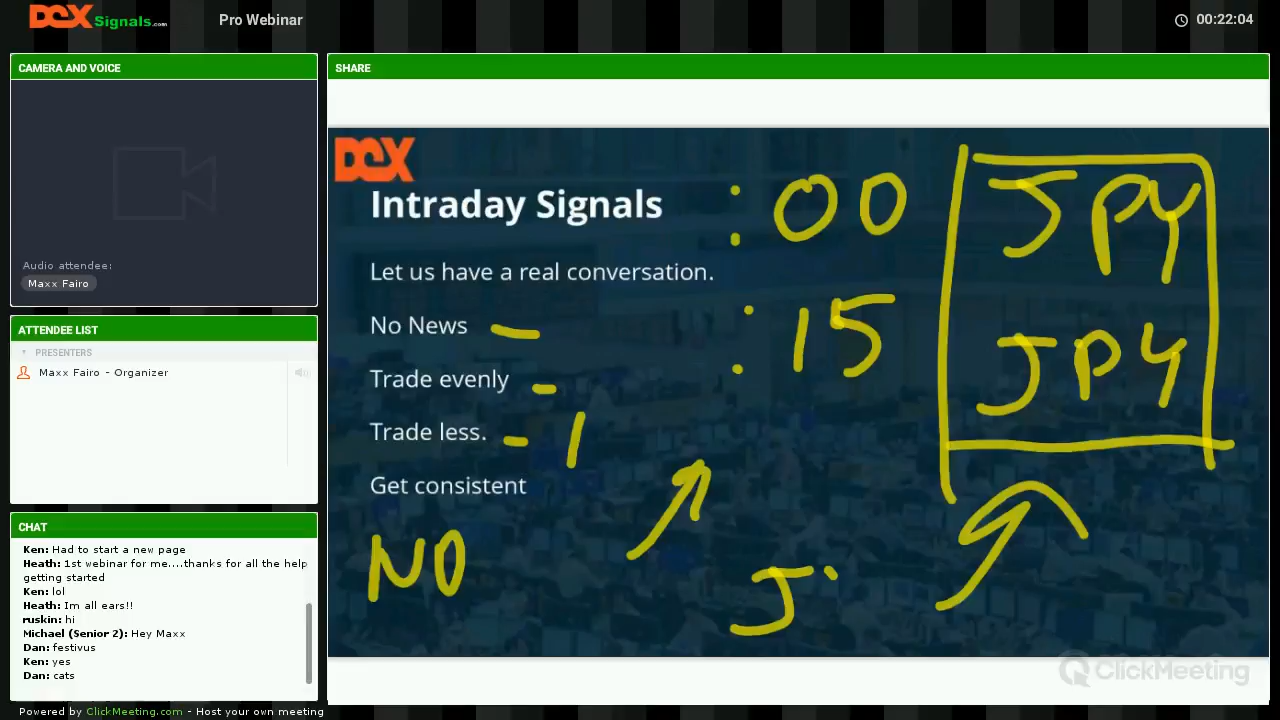 DEX Signals.com
Pro Webinar
00:22:04
CAMERA AND VOICE
Audio attendee:
Maxx Fairo
ATTENDEE LIST
PRESENTERS
Maxx Fairo - Organizer
CHAT
Ken: Had to start a new page
Heath: 1st webinar for me....thanks for all the help
getting started
Ken: lol
Heath: Im all ears!!
ruskin: hi
Michael (Senior 2): Hey Maxx
Dan: festivus
Ken: yes
Dan: cats
Powered by ClickMeeting.com - Host your own meeting
SHARE
DEX
Intraday Signals
Let us have a real conversation.
No News –
Trade evenly –
Trade less. – 1
Get consistent
NO
:00
:15
JPY
JPY
J
ClickMeeting